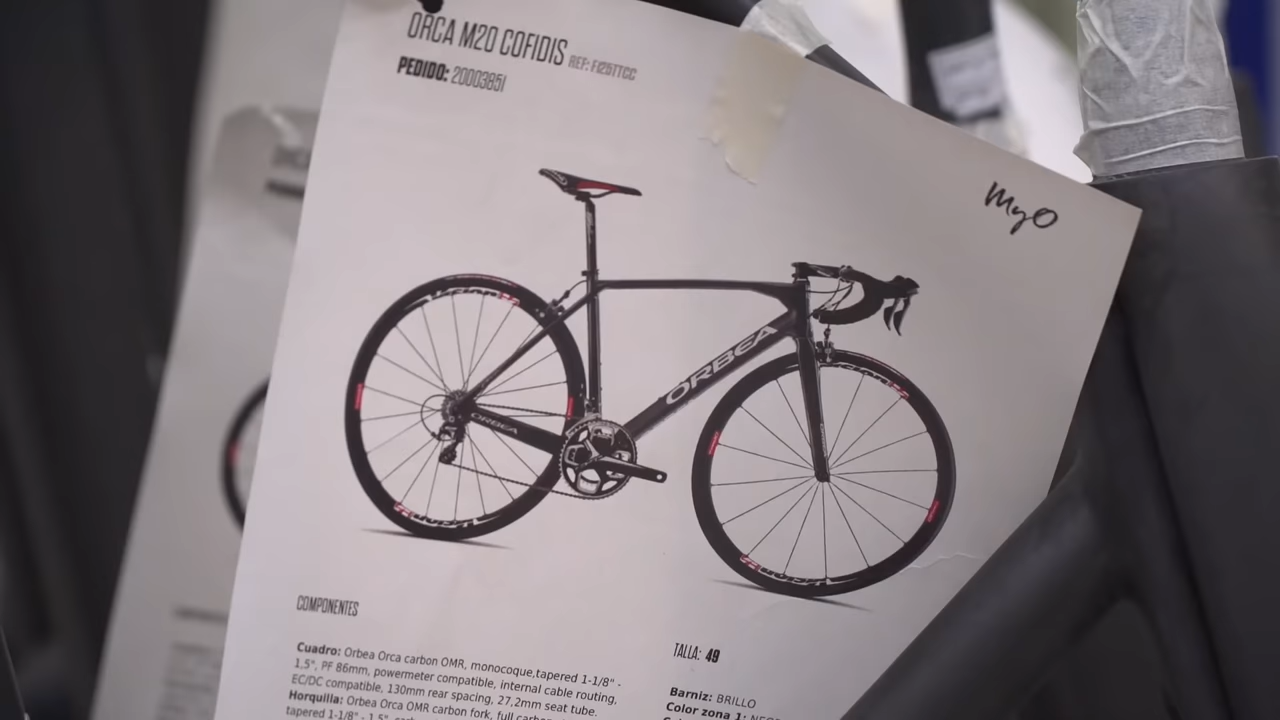 ORCA M20 COFIDIS REF: F125TTCC
PEDIDO: 20003851
MyO
ORBEA
ORBEA
COMPONENTES
Cuadro: Orbea Orca carbon OMR, monocoque,tapered 1-1/8" -
1,5", PF 86mm, powermeter compatible, internal cable routing,
EC/DC compatible, 130mm rear spacing, 27,2mm seat tube.
Horquilla: Orbea Orca OMR carbon fork, full carbon
tapered 1-1/8" - 1,5"
TALLA: 49
Barniz: BRILLO
Color zona 1: